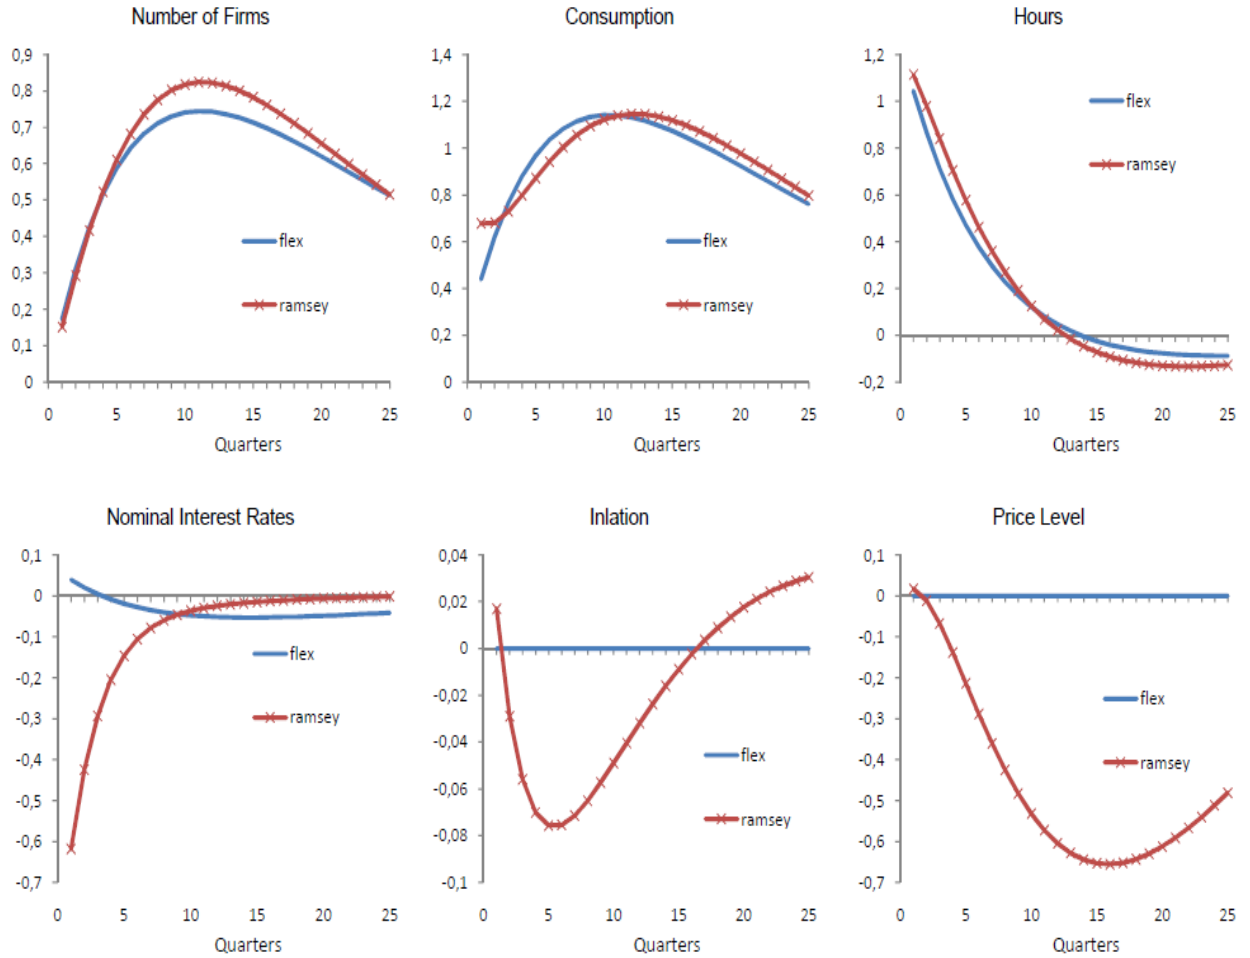 Number of Firms
0,9
0,8
0,7
0,6
0,5
0,4
0,3
0,2
0,1
0
flex
ramsey
0 5 10 15 20 25
Quarters
Consumption
1,4
1,2
1
0,8
0,6
0,4
0,2
0
flex
ramsey
0 5 10 15 20 25
Quarters
Hours
1,2
1
0,8
0,6
0,4
0,2
0
-0,2
flex
ramsey
0 5 10 15 20 25
Quarters
Nominal Interest Rates
0,1
0
-0,1
-0,2
-0,3
-0,4
-0,5
-0,6
-0,7
flex
ramsey
0 5 10 15 20 25
Quarters
Inlation
0,04
0,02
0
-0,02
-0,04
-0,06
-0,08
-0,1
flex
ramsey
0 5 10 15 20 25
Quarters
Price Level
0,1
0
-0,1
-0,2
-0,3
-0,4
-0,5
-0,6
-0,7
flex
ramsey
0 5 10 15 20 25
Quarters